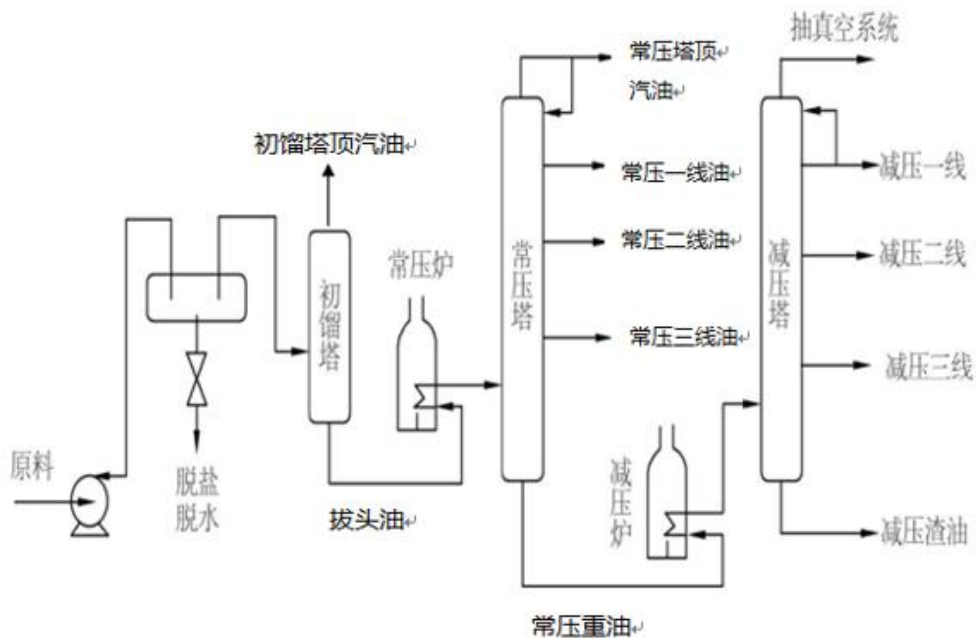 抽真空系统
常压塔顶
汽油↵
初馏塔顶汽油↵
常压一线油↵
减压一线
常压二线油↵
减压二线
常压炉
常压塔
减压塔
初馏塔
常压三线油↵
减压三线
原料
脱盐
脱水
拔头油↵
减压炉
减压渣油
常压重油↵